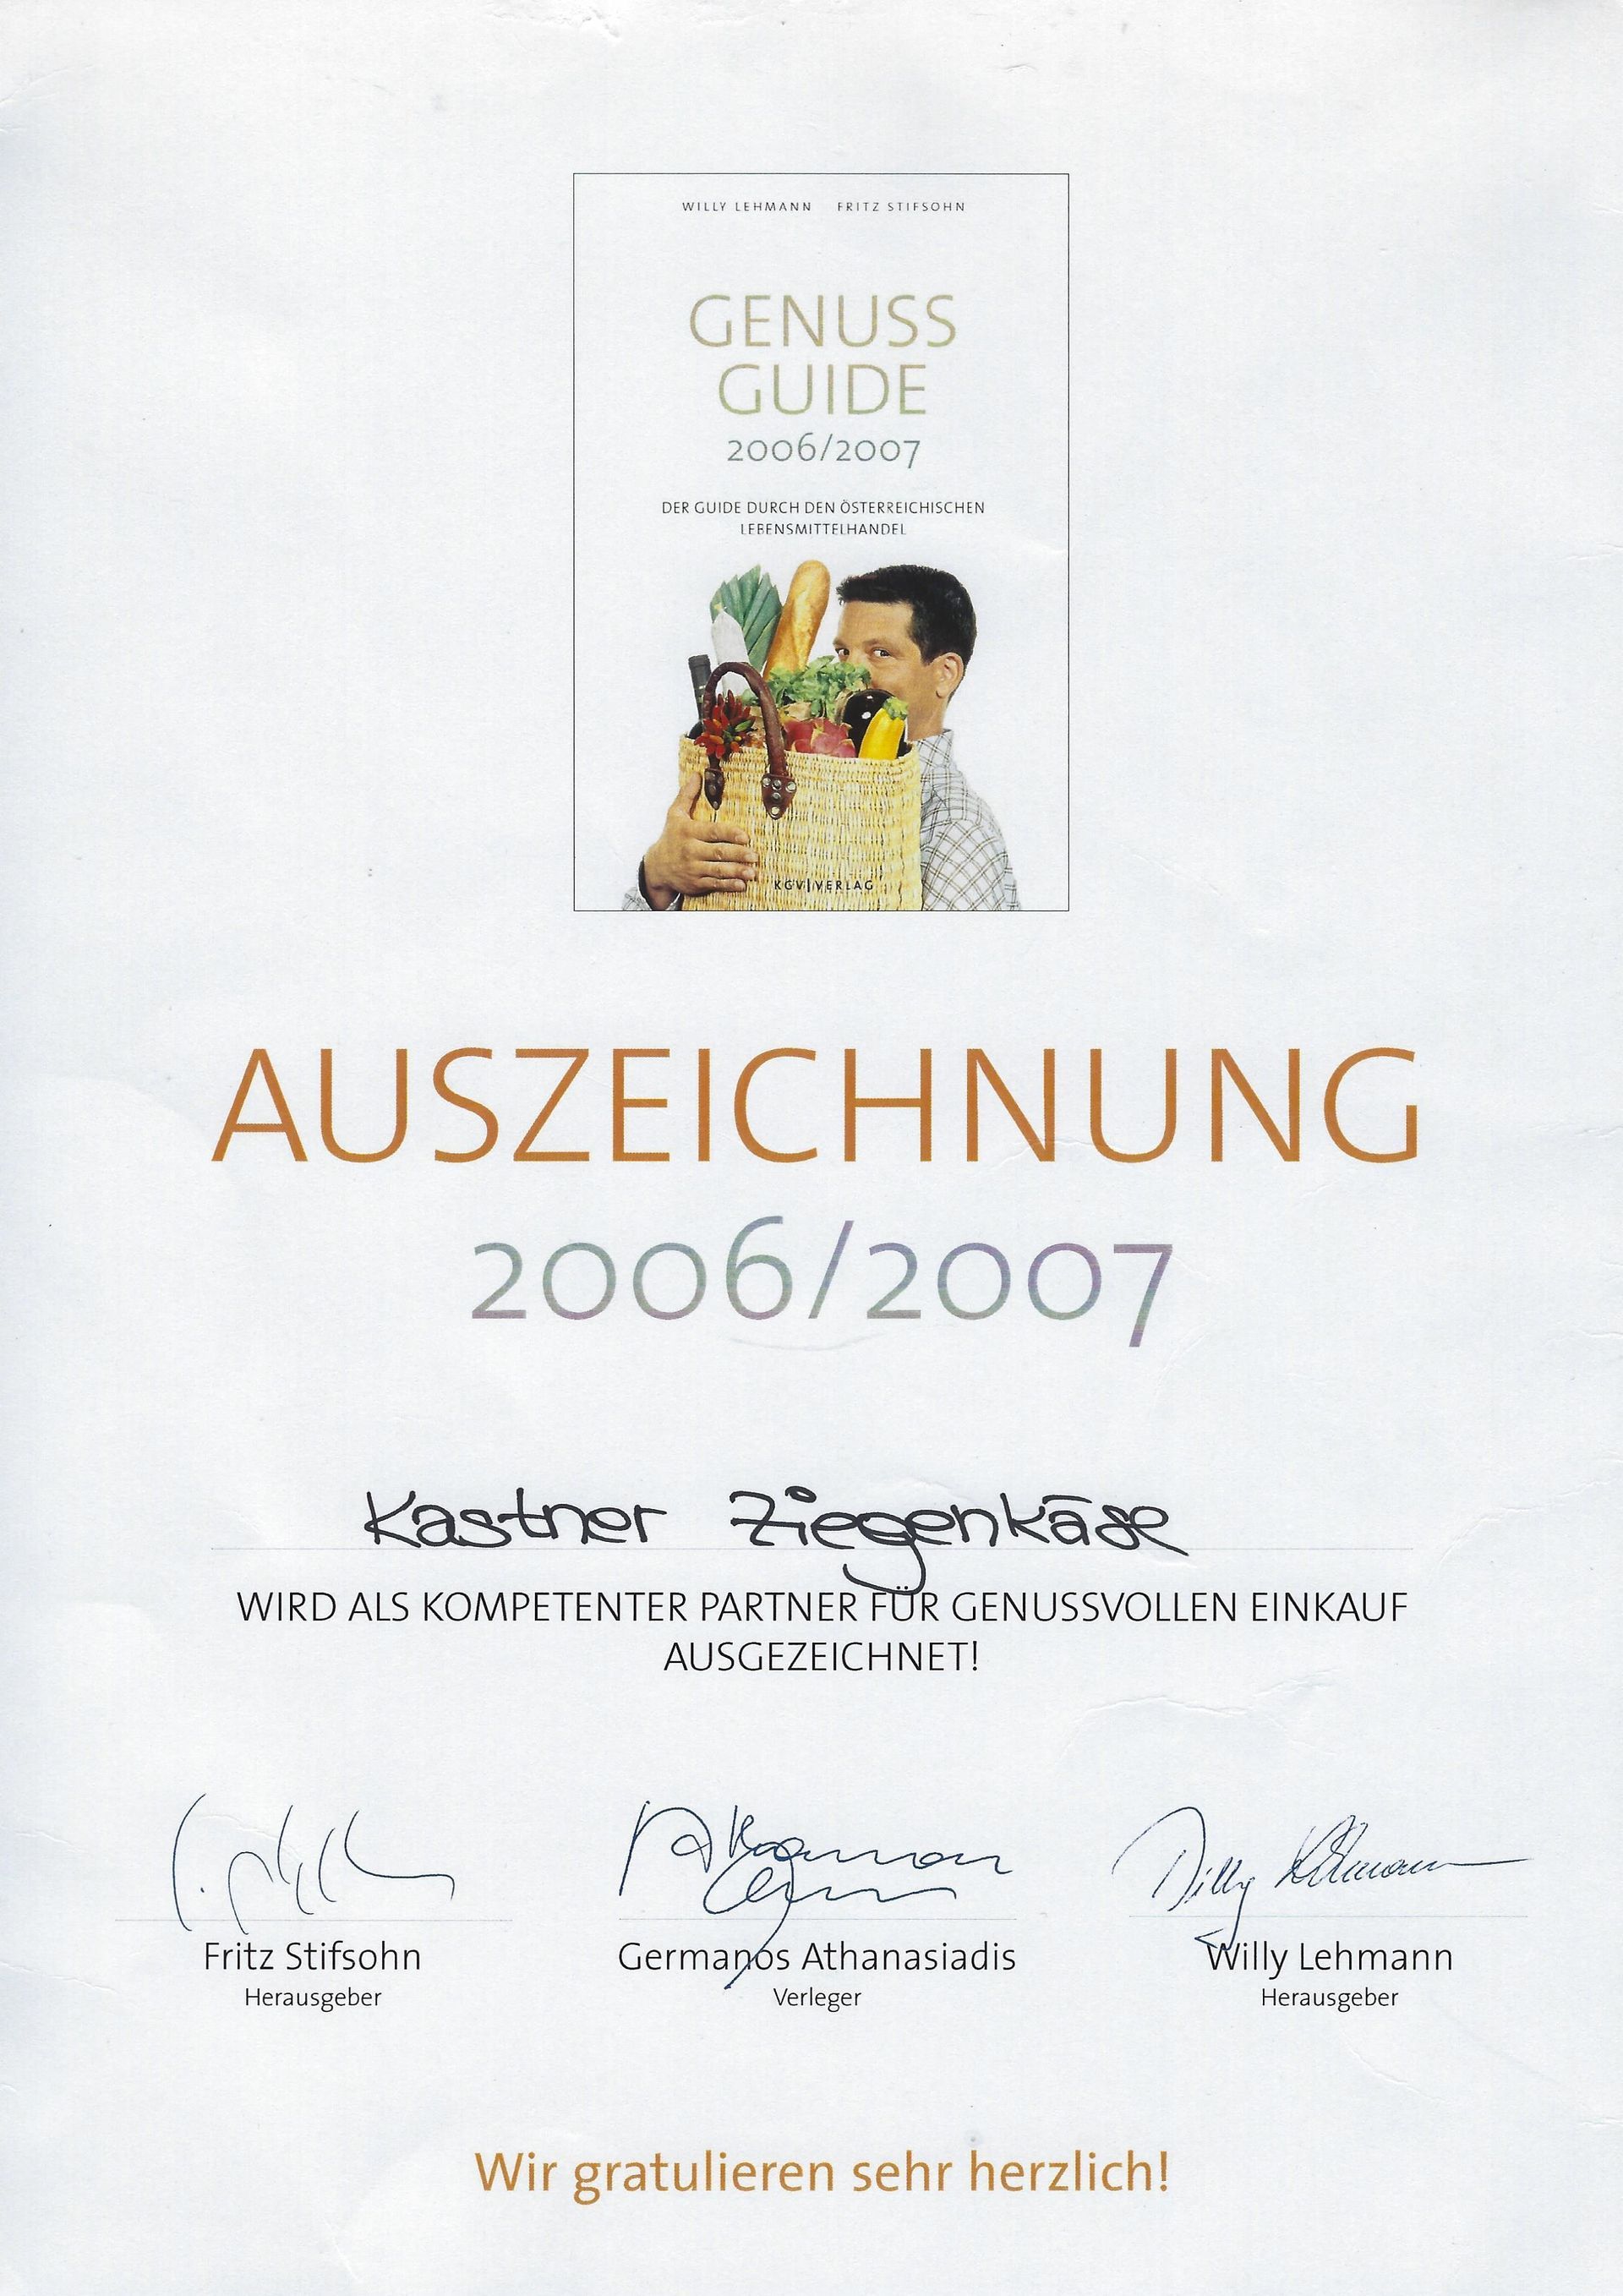 WILLY LEHMANN FRITZ STIFSOHN
GENUSS
GUIDE
2006/2007
DER GUIDE DURCH DEN ÖSTERREICHISCHEN
LEBENSMITTELHANDEL
KGV|VERLAG
AUSZEICHNUNG
2006/2007
Kastner Ziegenkäse
WIRD ALS KOMPETENTER PARTNER FÜR GENUSSVOLLEN EINKAUF
AUSGEZEICHNET!
Willy Lehmann
Fritz Stifsohn Germanos Athanasiadis Willy Lehmann
Herausgeber Verleger Herausgeber
Wir gratulieren sehr herzlich!